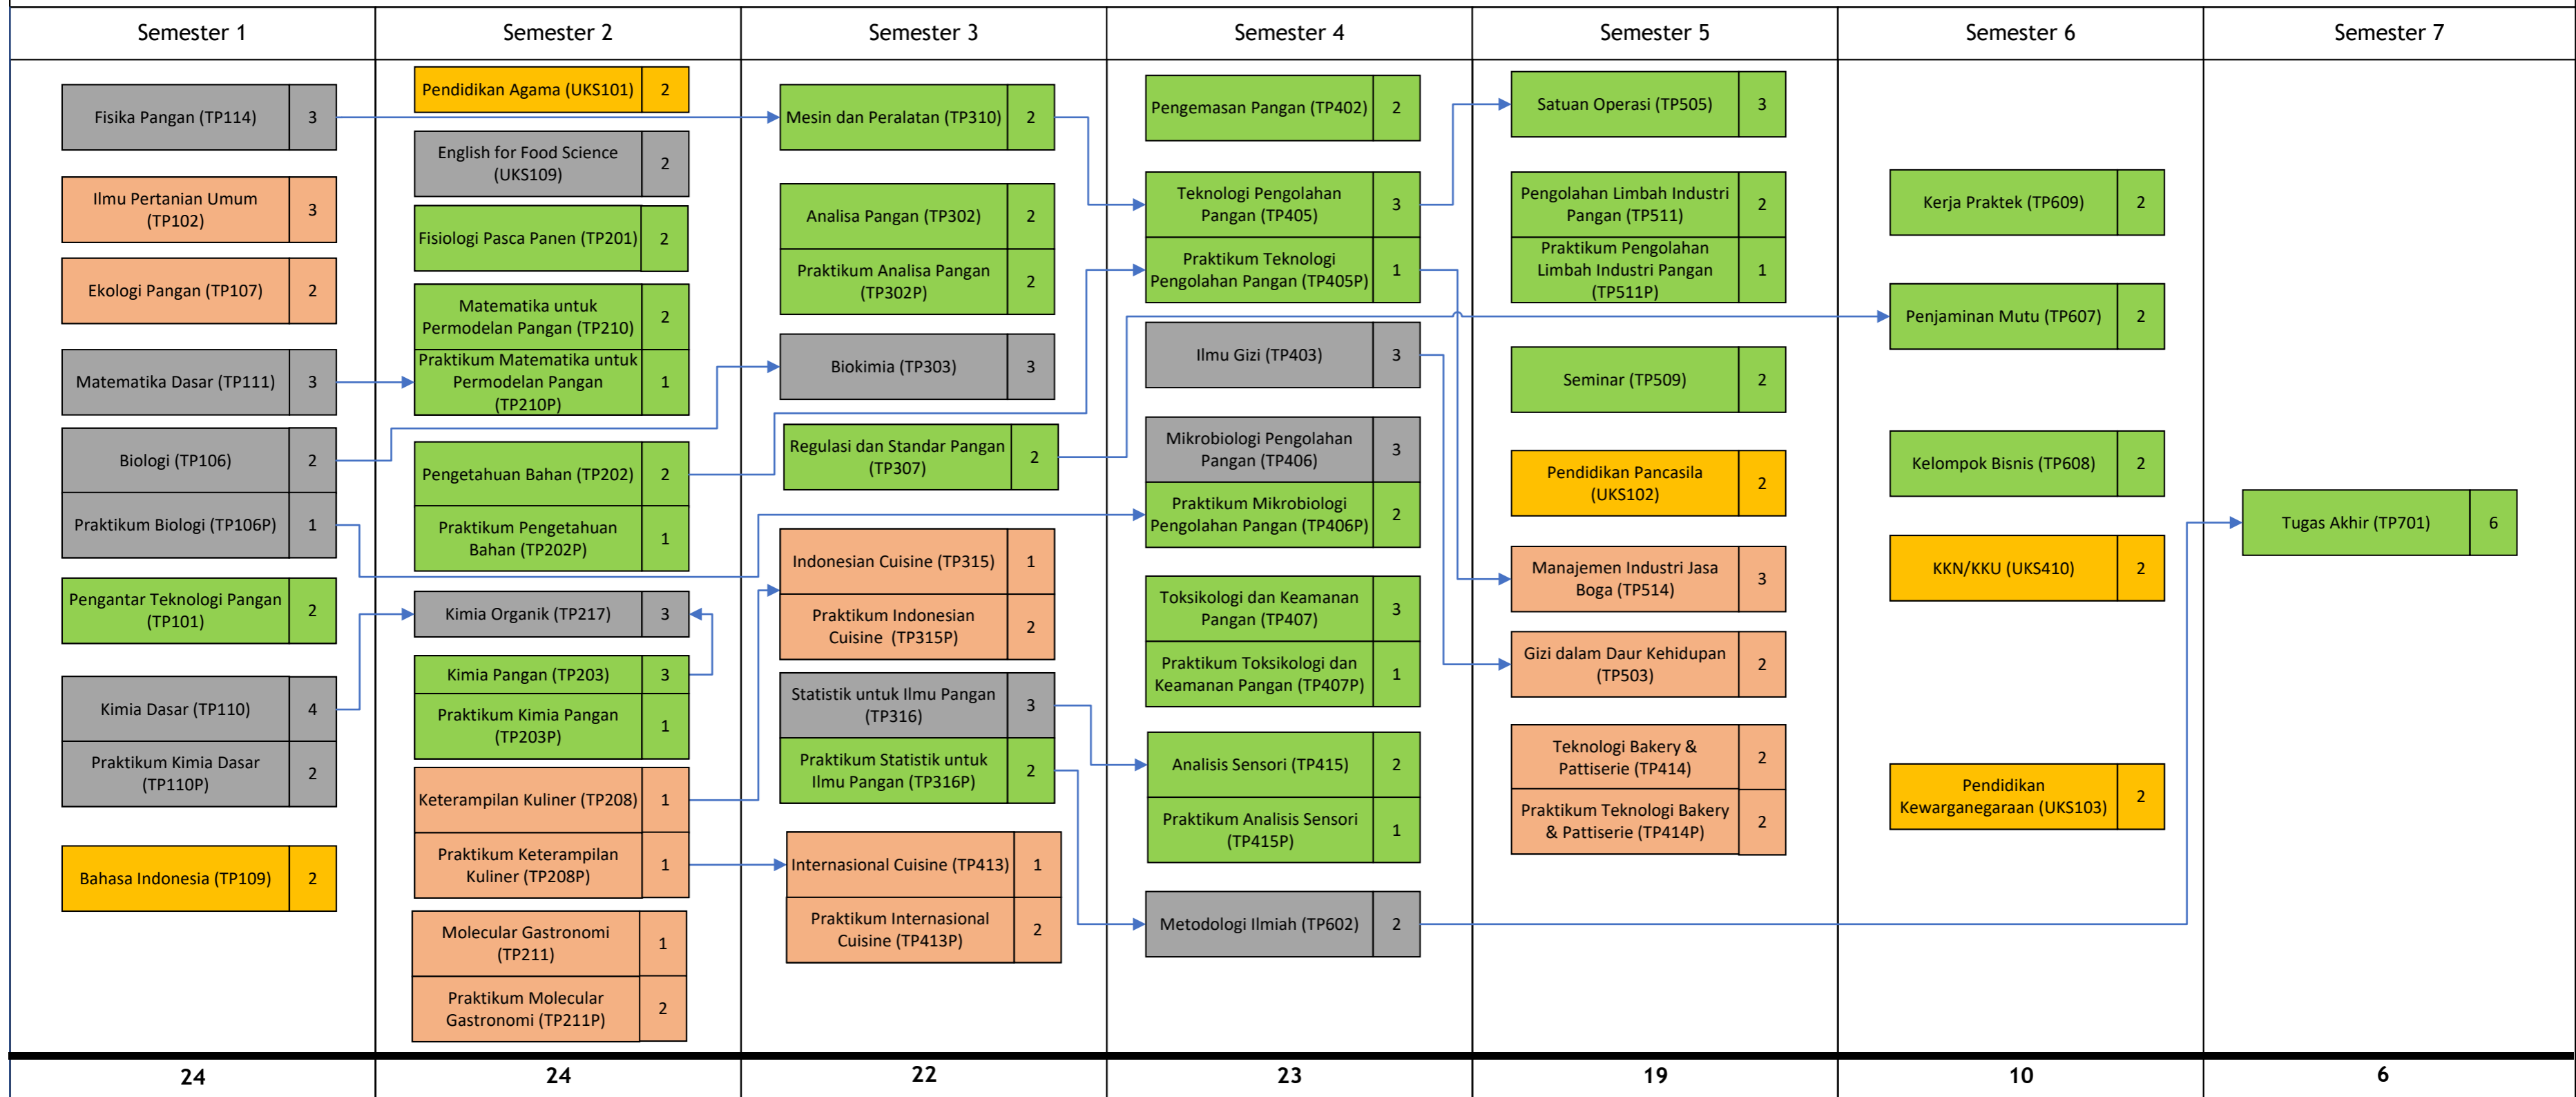 Semester 1
Semester 2
Semester 3
Semester 4
Semester 5
Semester 6
Semester 7
Fisika Pangan (TP114)
3
Ilmu Pertanian Umum
(TP102)
3
Ekologi Pangan (TP107)
2
Matematika Dasar (TP111)
3
Biologi (TP106)
2
Praktikum Biologi (TP106P)
1
Pengantar Teknologi Pangan
(TP101)
2
Kimia Dasar (TP110)
4
Praktikum Kimia Dasar
(TP110P)
2
Bahasa Indonesia (TP109)
2
Pendidikan Agama (UKS101)
2
English for Food Science
(UKS109)
2
Fisiologi Pasca Panen (TP201)
2
Matematika untuk
Permodelan Pangan (TP210)
2
Praktikum Matematika untuk
Permodelan Pangan
(TP210P)
1
Pengetahuan Bahan (TP202)
2
Praktikum Pengetahuan
Bahan (TP202P)
1
Kimia Organik (TP217)
3
Kimia Pangan (TP203)
3
Praktikum Kimia Pangan
(TP203P)
1
Keterampilan Kuliner (TP208)
1
Praktikum Keterampilan
Kuliner (TP208P)
1
Molecular Gastronomi
(TP211)
1
Praktikum Molecular
Gastronomi (TP211P)
2
Mesin dan Peralatan (TP310)
2
Analisa Pangan (TP302)
2
Praktikum Analisa Pangan
(TP302P)
2
Biokimia (TP303)
3
Regulasi dan Standar Pangan
(TP307)
2
Indonesian Cuisine (TP315)
1
Praktikum Indonesian
Cuisine (TP315P)
2
Statistik untuk Ilmu Pangan
(TP316)
3
Praktikum Statistik untuk
Ilmu Pangan (TP316P)
2
Internasional Cuisine (TP413)
1
Praktikum Internasional
Cuisine (TP413P)
2
Pengemasan Pangan (TP402)
2
Teknologi Pengolahan
Pangan (TP405)
3
Praktikum Teknologi
Pengolahan Pangan (TP405P)
1
Ilmu Gizi (TP403)
3
Mikrobiologi Pengolahan
Pangan (TP406)
3
Praktikum Mikrobiologi
Pengolahan Pangan (TP406P)
2
Toksikologi dan Keamanan
Pangan (TP407)
3
Praktikum Toksikologi dan
Keamanan Pangan (TP407P)
1
Analisis Sensori (TP415)
2
Praktikum Analisis Sensori
(TP415P)
1
Metodologi Ilmiah (TP602)
2
Satuan Operasi (TP505)
3
Pengolahan Limbah Industri
Pangan (TP511)
2
Praktikum Pengolahan
Limbah Industri Pangan
(TP511P)
1
Seminar (TP509)
2
Pendidikan Pancasila
(UKS102)
2
Manajemen Industri Jasa
Boga (TP514)
3
Gizi dalam Daur Kehidupan
(TP503)
2
Teknologi Bakery &
Pattiserie (TP414)
2
Praktikum Teknologi Bakery
& Pattiserie (TP414P)
2
Kerja Praktek (TP609)
2
Penjaminan Mutu (TP607)
2
Kelompok Bisnis (TP608)
2
KKN/KKU (UKS410)
2
Pendidikan
Kewarganegaraan (UKS103)
2
Tugas Akhir (TP701)
6
24
24
22
23
19
10
6